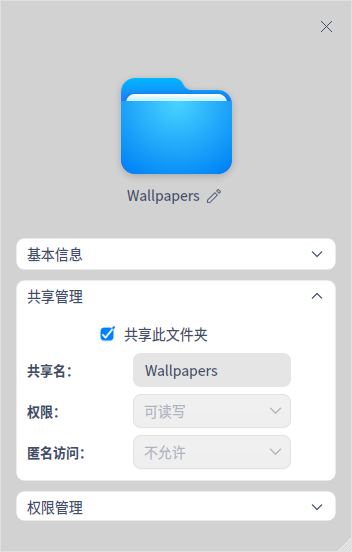 Wallpapers
基本信息
共享管理
共享此文件夹
共享名: Wallpapers
权限: 可读写
匿名访问: 不允许
权限管理